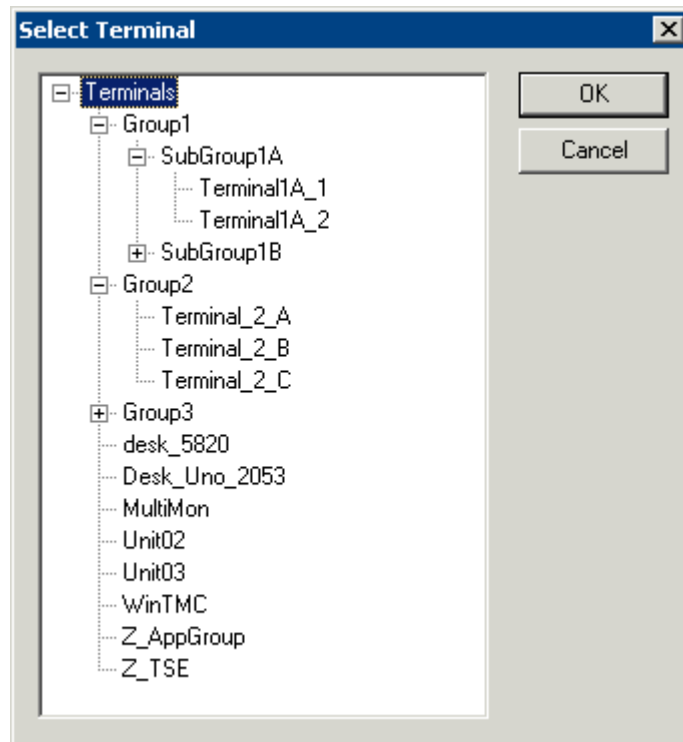 Select Terminal
Terminals
Group1
SubGroup1A
Terminal1A_1
Terminal1A_2
SubGroup1B
Group2
Terminal_2_A
Terminal_2_B
Terminal_2_C
Group3
desk_5820
Desk_Uno_2053
MultiMon
Unit02
Unit03
WinTMC
Z_AppGroup
Z_TSE
OK
Cancel